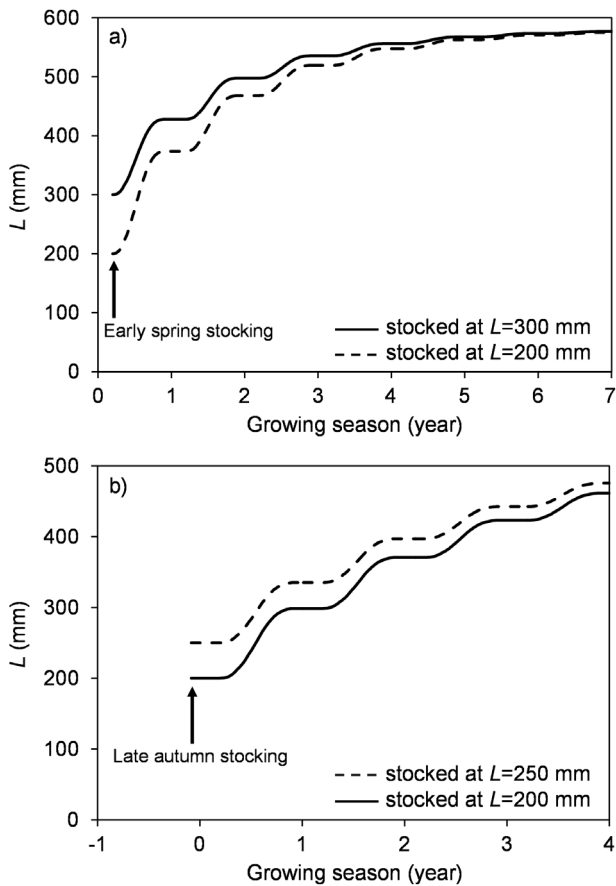 600
a)
500
400
300
200
100
0
L (mm)
Early spring stocking
stocked at L=300 mm
stocked at L=200 mm
0 1 2 3 4 5 6 7
Growing season (year)
500
b)
400
300
200
100
0
L (mm)
Late autumn stocking
stocked at L=250 mm
stocked at L=200 mm
-1 0 1 2 3 4
Growing season (year)